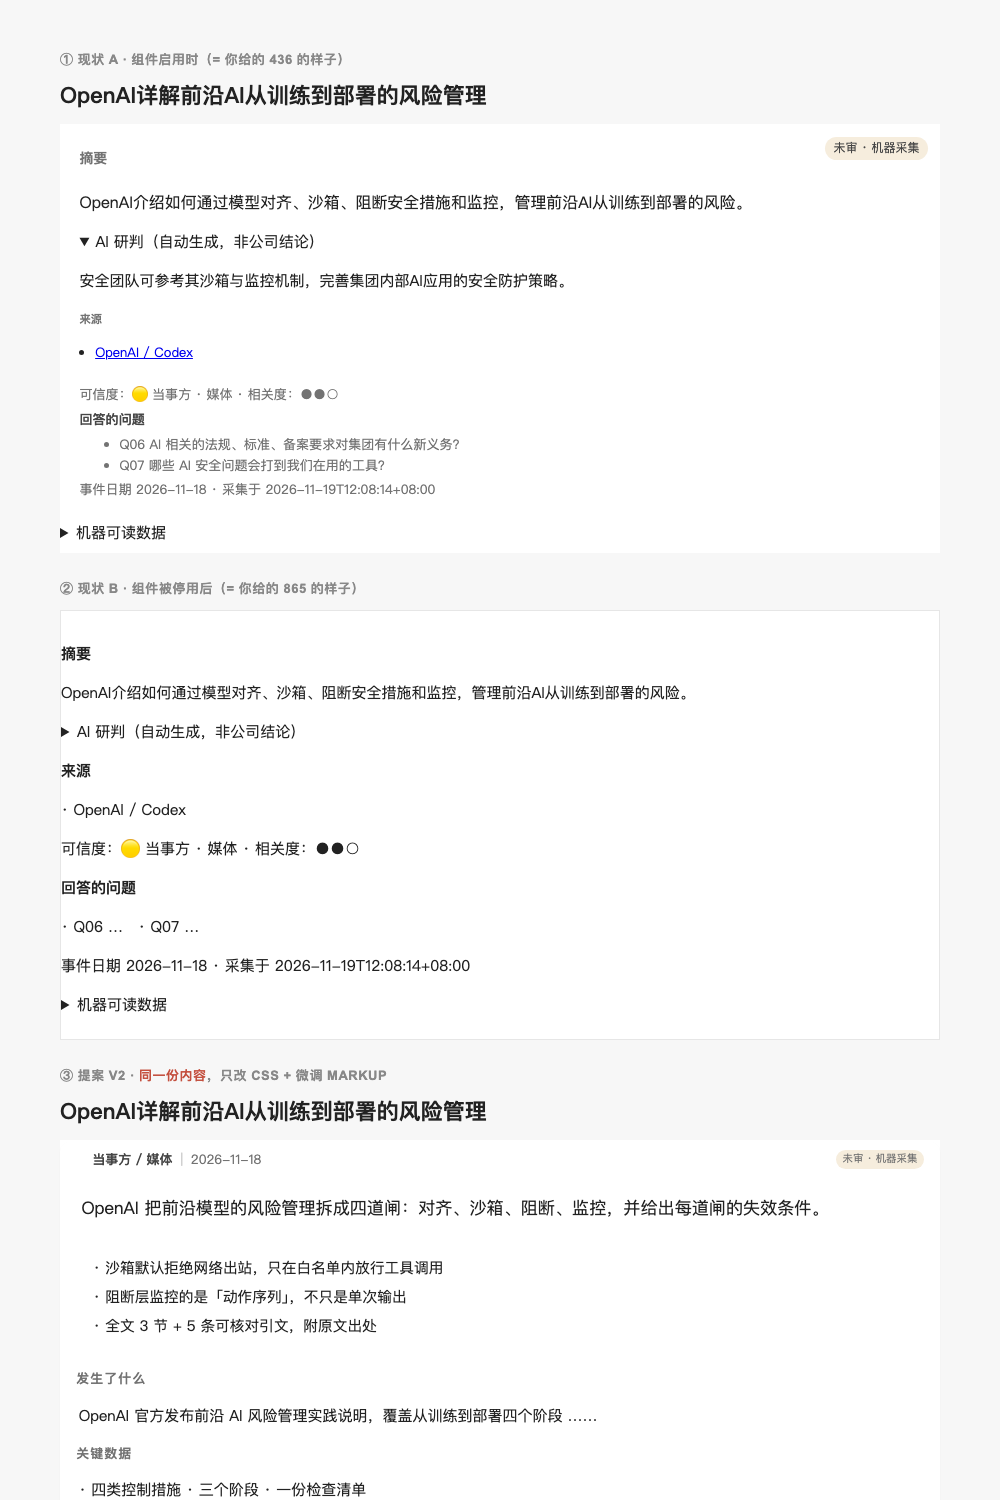 ① 现状 A · 组件启用时（= 你给的 436 的样子）
OpenAI详解前沿AI从训练到部署的风险管理
未审 · 机器采集
摘要
OpenAI介绍如何通过模型对齐、沙箱、阻断安全措施和监控，管理前沿AI从训练到部署的风险。
▼ AI 研判（自动生成，非公司结论）
安全团队可参考其沙箱与监控机制，完善集团内部AI应用的安全防护策略。
来源
• OpenAI / Codex
可信度：🟡 当事方 · 媒体 · 相关度：●●○
回答的问题
• Q06 AI 相关的法规、标准、备案要求对集团有什么新义务?
• Q07 哪些 AI 安全问题会打到我们在用的工具?
事件日期 2026-11-18 · 采集于 2026-11-19T12:08:14+08:00
▶ 机器可读数据
② 现状 B · 组件被停用后（= 你给的 865 的样子）
摘要
OpenAI介绍如何通过模型对齐、沙箱、阻断安全措施和监控，管理前沿AI从训练到部署的风险。
▶ AI 研判（自动生成，非公司结论）
来源
· OpenAI / Codex
可信度：🟡 当事方 · 媒体 · 相关度：●●○
回答的问题
· Q06 … · Q07 …
事件日期 2026-11-18 · 采集于 2026-11-19T12:08:14+08:00
▶ 机器可读数据
③ 提案 V2 · 同一份内容，只改 CSS + 微调 MARKUP
OpenAI详解前沿AI从训练到部署的风险管理
当事方 / 媒体 | 2026-11-18
未审 · 机器采集
OpenAI 把前沿模型的风险管理拆成四道闸：对齐、沙箱、阻断、监控，并给出每道闸的失效条件。
· 沙箱默认拒绝网络出站，只在白名单内放行工具调用
· 阻断层监控的是「动作序列」，不只是单次输出
· 全文 3 节 + 5 条可核对引文，附原文出处
发生了什么
OpenAI 官方发布前沿 AI 风险管理实践说明，覆盖从训练到部署四个阶段 ……
关键数据
· 四类控制措施 · 三个阶段 · 一份检查清单